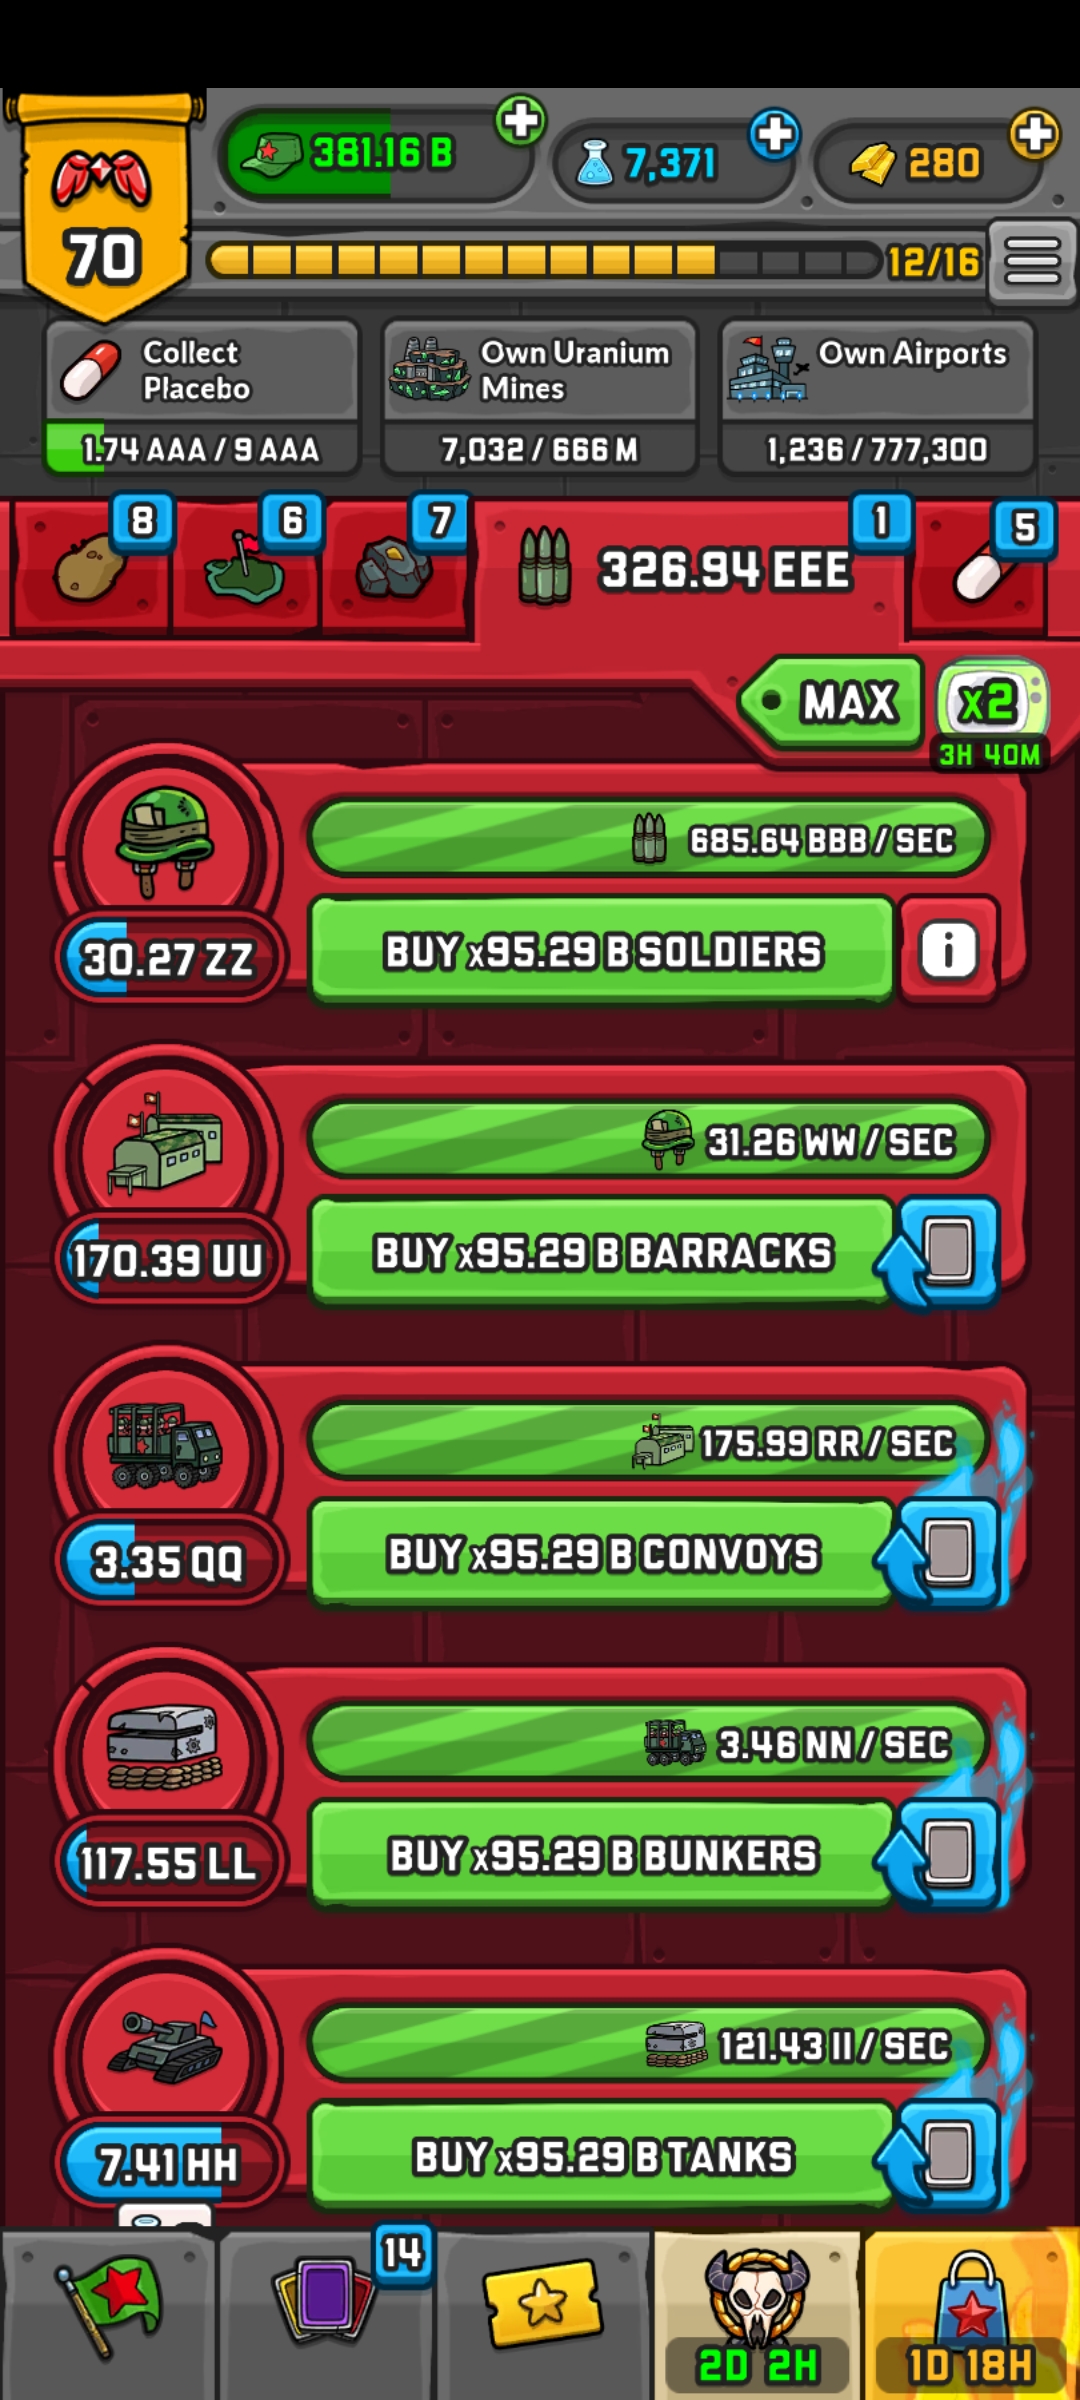 381.16 B
7,371
280
70
12/16
Collect
Placebo
1.74 AAA / 9 AAA
Own Uranium
Mines
7,032 / 666 M
Own Airports
1,236 / 777,300
8
6
7
326.94 EEE
1
5
MAX
x2
3H 40M
685.64 BBB / SEC
30.27 ZZ
BUY x95.29 B SOLDIERS
i
31.26 WW / SEC
170.39 UU
BUY x95.29 B BARRACKS
175.99 RR / SEC
3.35 QQ
BUY x95.29 B CONVOYS
3.46 NN / SEC
117.55 LL
BUY x95.29 B BUNKERS
121.43 II / SEC
7.41 HH
BUY x95.29 B TANKS
14
2D 2H
1D 18H